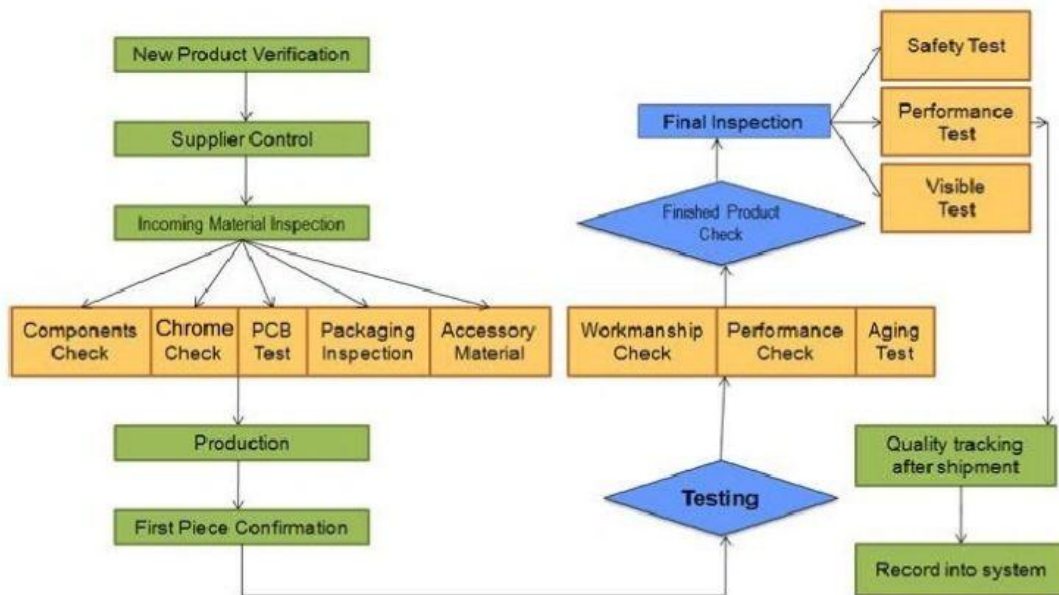 New Product Verification
Supplier Control
Incoming Material Inspection
Components
Check
Chrome
Check
PCB
Test
Packaging
Inspection
Accessory
Material
Production
First Piece Confirmation
Testing
Workmanship
Check
Performance
Check
Aging
Test
Finished Product
Check
Final Inspection
Safety Test
Performance
Test
Visible
Test
Quality tracking
after shipment
Record into system